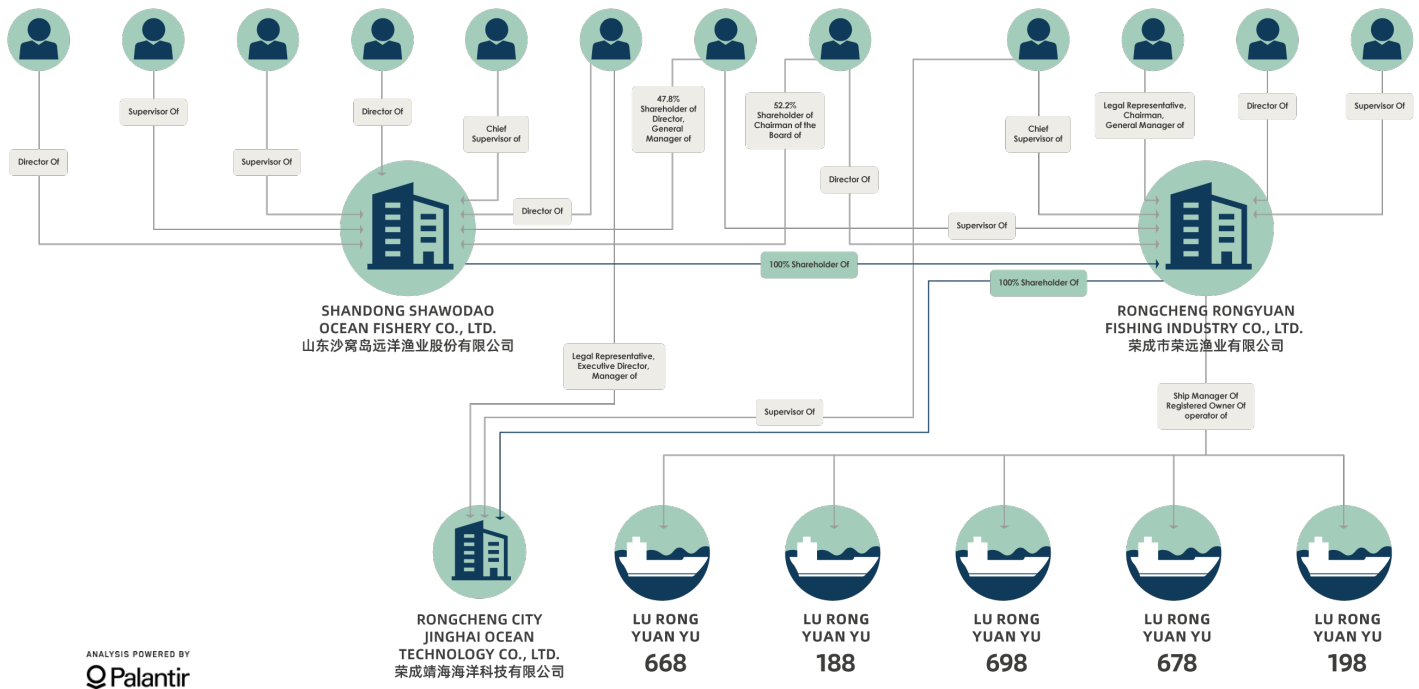 Director Of
Supervisor Of
Supervisor Of
Director Of
Chief
Supervisor of
Director Of
47.8%
Shareholder of
Director,
General
Manager of
52.2%
Shareholder of
Chairman of the
Board of
Director Of
Chief
Supervisor of
Legal Representative,
Chairman,
General Manager of
Director Of
Supervisor Of
Supervisor Of
100% Shareholder Of
100% Shareholder Of
SHANDONG SHAWODAO
OCEAN FISHERY CO., LTD.
山东沙窝岛远洋渔业股份有限公司
RONGCHENG RONGYUAN
FISHING INDUSTRY CO., LTD.
荣成市荣远渔业有限公司
Legal Representative,
Executive Director,
Manager of
Supervisor Of
Ship Manager Of
Registered Owner Of
operator of
RONGCHENG CITY
JINGHAI OCEAN
TECHNOLOGY CO., LTD.
荣成靖海海洋科技有限公司
LU RONG
YUAN YU
668
LU RONG
YUAN YU
188
LU RONG
YUAN YU
698
LU RONG
YUAN YU
678
LU RONG
YUAN YU
198
ANALYSIS POWERED BY
Palantir